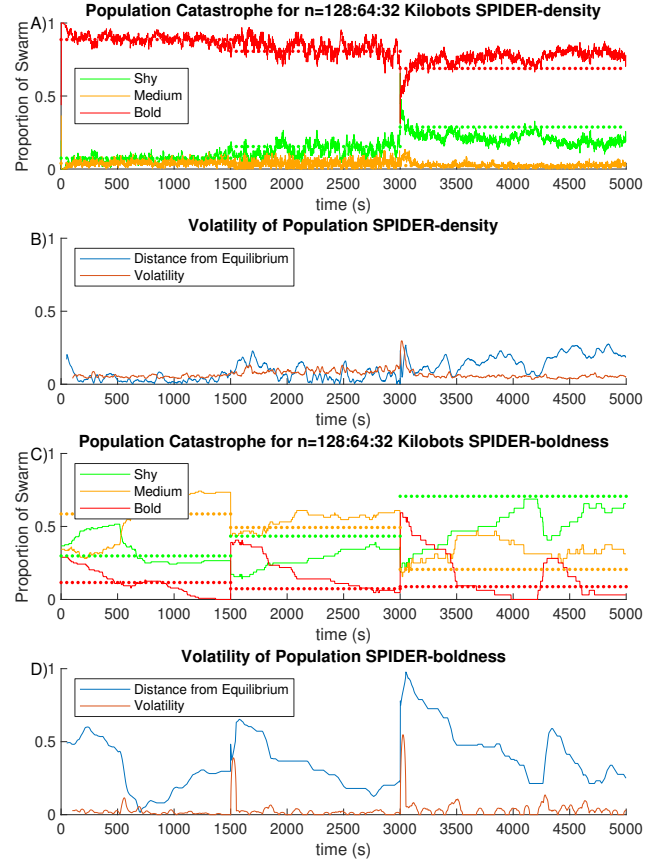 Population Catastrophe for n=128:64:32 Kilobots SPIDER-density
A)
1
0.5
0
Proportion of Swarm
Shy
Medium
Bold
0 500 1000 1500 2000 2500 3000 3500 4000 4500 5000
time (s)
Volatility of Population SPIDER-density
B)
1
0.5
0
Distance from Equilibrium
Volatility
0 500 1000 1500 2000 2500 3000 3500 4000 4500 5000
time (s)
Population Catastrophe for n=128:64:32 Kilobots SPIDER-boldness
C)
1
0.5
0
Proportion of Swarm
Shy
Medium
Bold
0 500 1000 1500 2000 2500 3000 3500 4000 4500 5000
time (s)
Volatility of Population SPIDER-boldness
D)
1
0.5
0
Distance from Equilibrium
Volatility
0 500 1000 1500 2000 2500 3000 3500 4000 4500 5000
time (s)